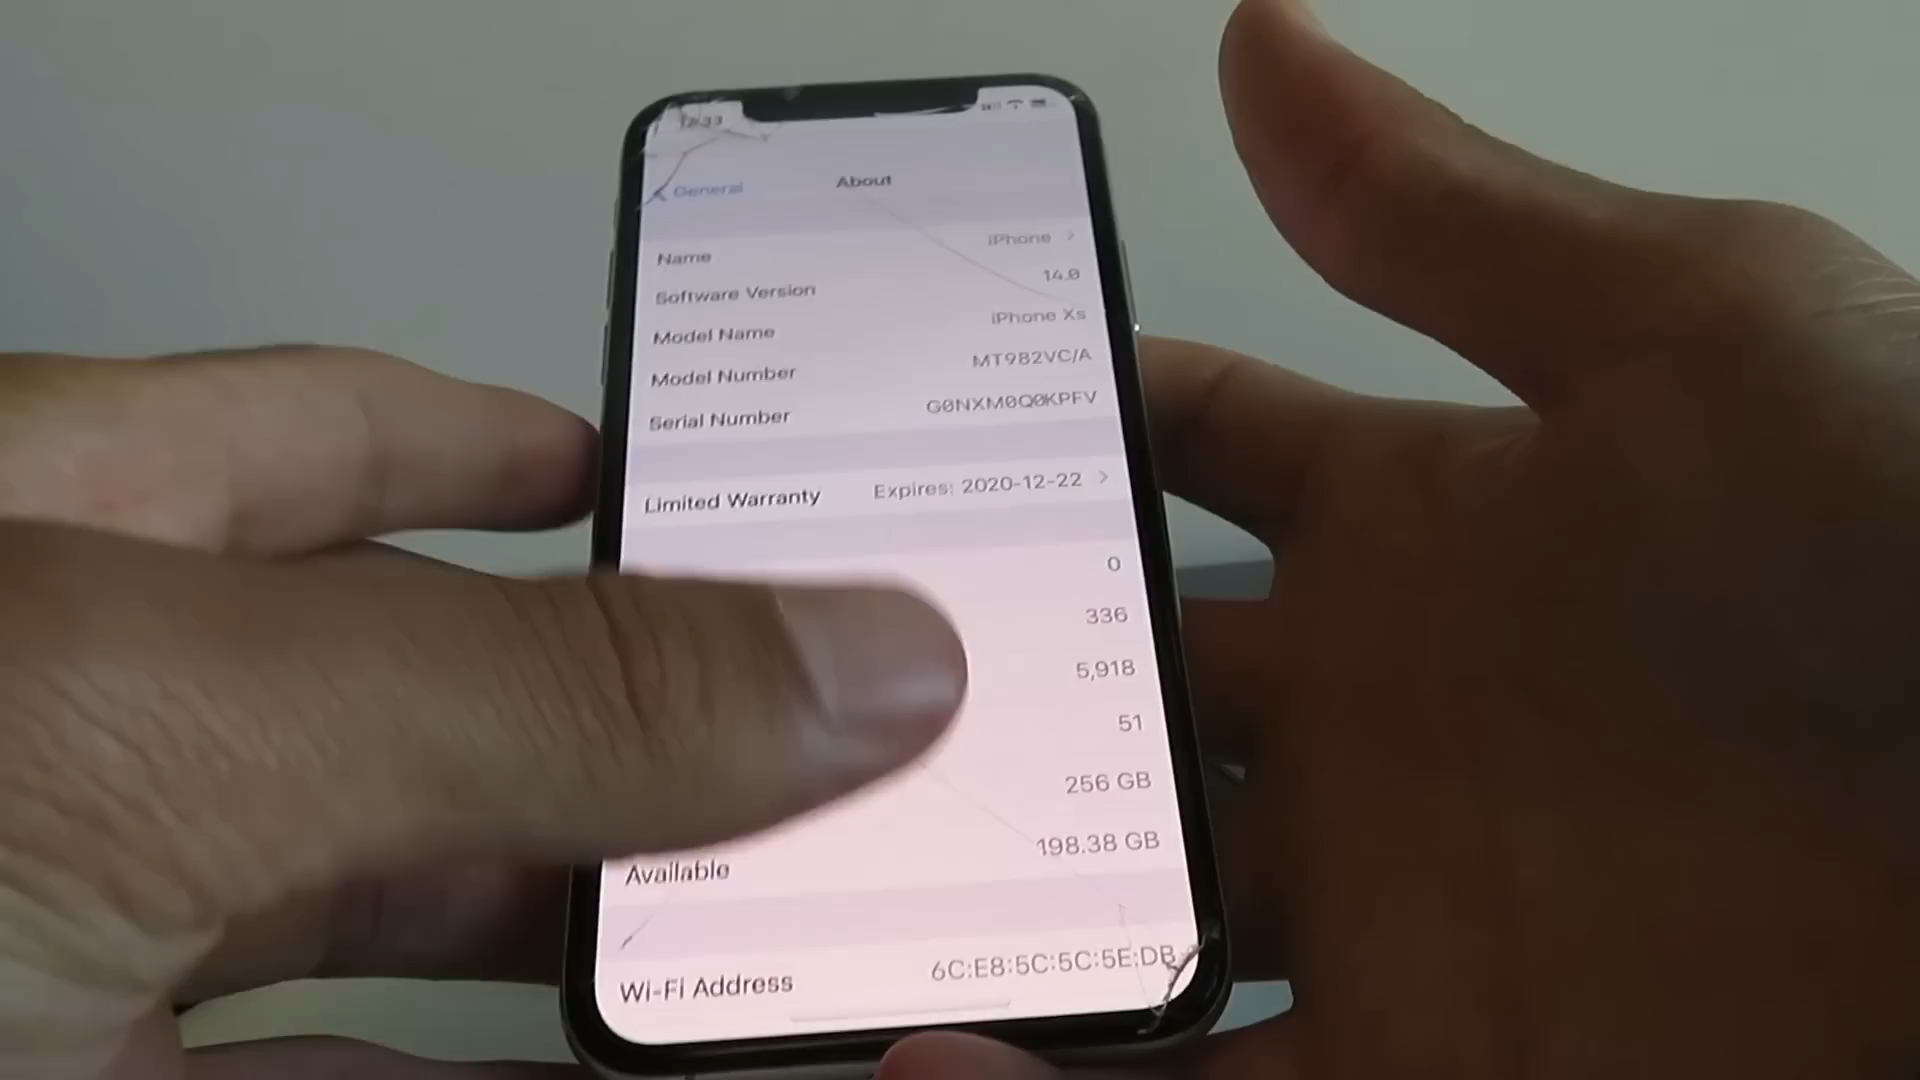 12:33
General
About
Name
iPhone
Software Version
14.0
Model Name
iPhone Xs
Model Number
MT982VC/A
Serial Number
G0NXM0Q0KPFV
Limited Warranty
Expires: 2020-12-22
0
336
5,918
51
256 GB
Available
198.38 GB
Wi-Fi Address
6C:E8:5C:5C:5E:DB